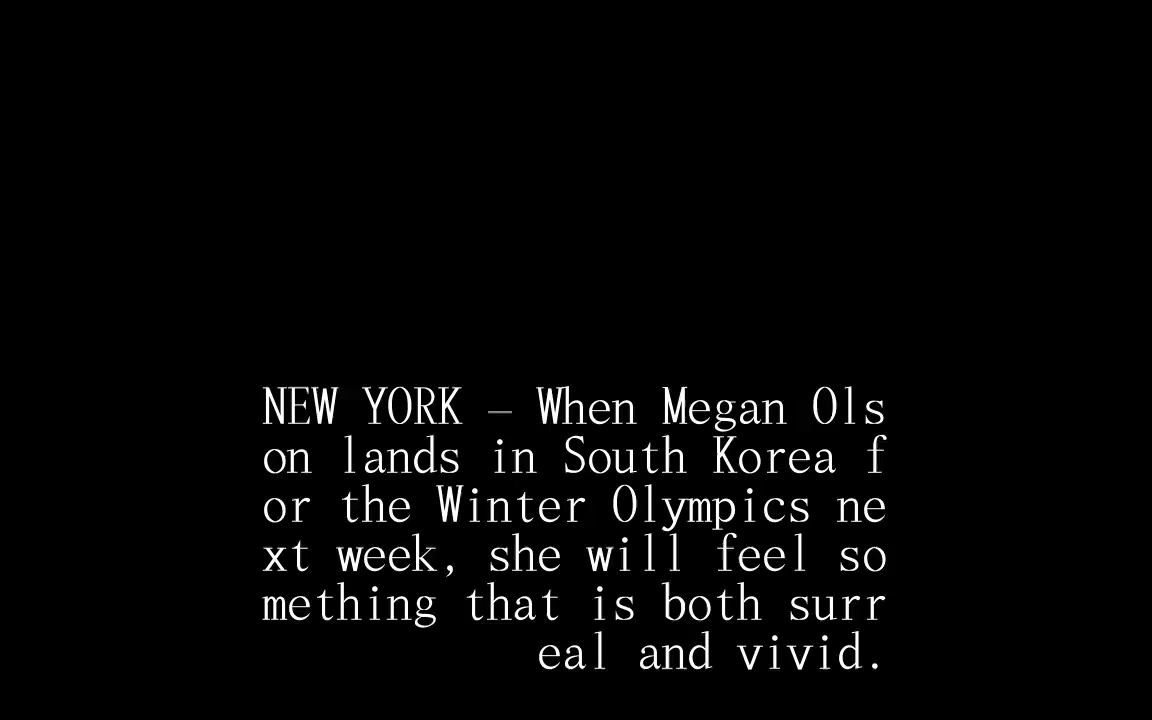 NEW YORK — When Megan Ols
on lands in South Korea f
or the Winter Olympics ne
xt week, she will feel so
mething that is both surr
eal and vivid.